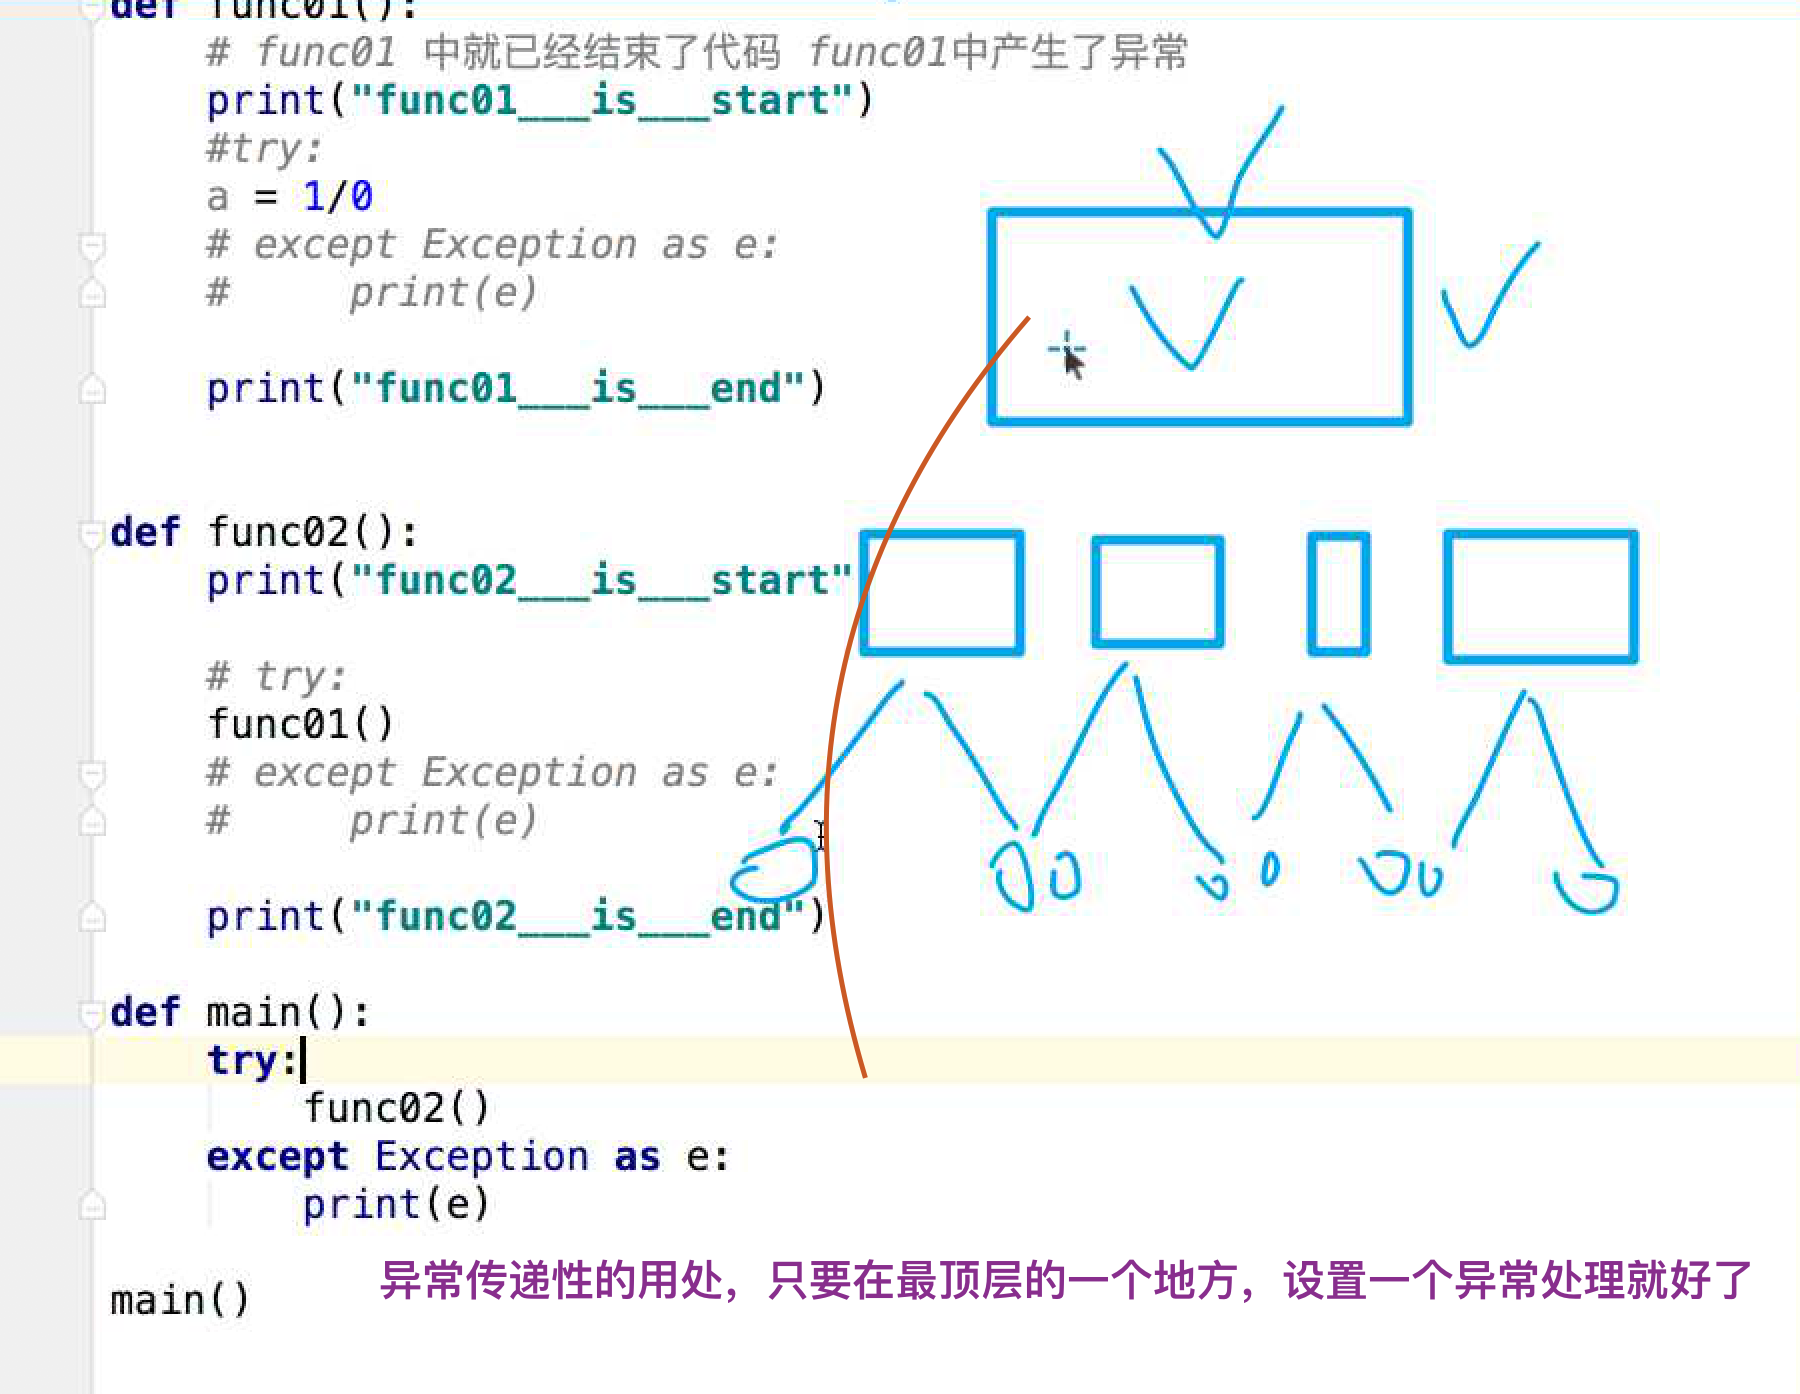 def func01():
# func01 中就已经结束了代码 func01中产生了异常
print("func01___is___start")
#try:
a = 1/0
# except Exception as e:
#     print(e)
print("func01___is___end")
def func02():
print("func02___is___start"
# try:
func01()
# except Exception as e:
#     print(e)
print("func02___is___end")
def main():
try:
func02()
except Exception as e:
print(e)
异常传递性的用处，只要在最顶层的一个地方，设置一个异常处理就好了
main()